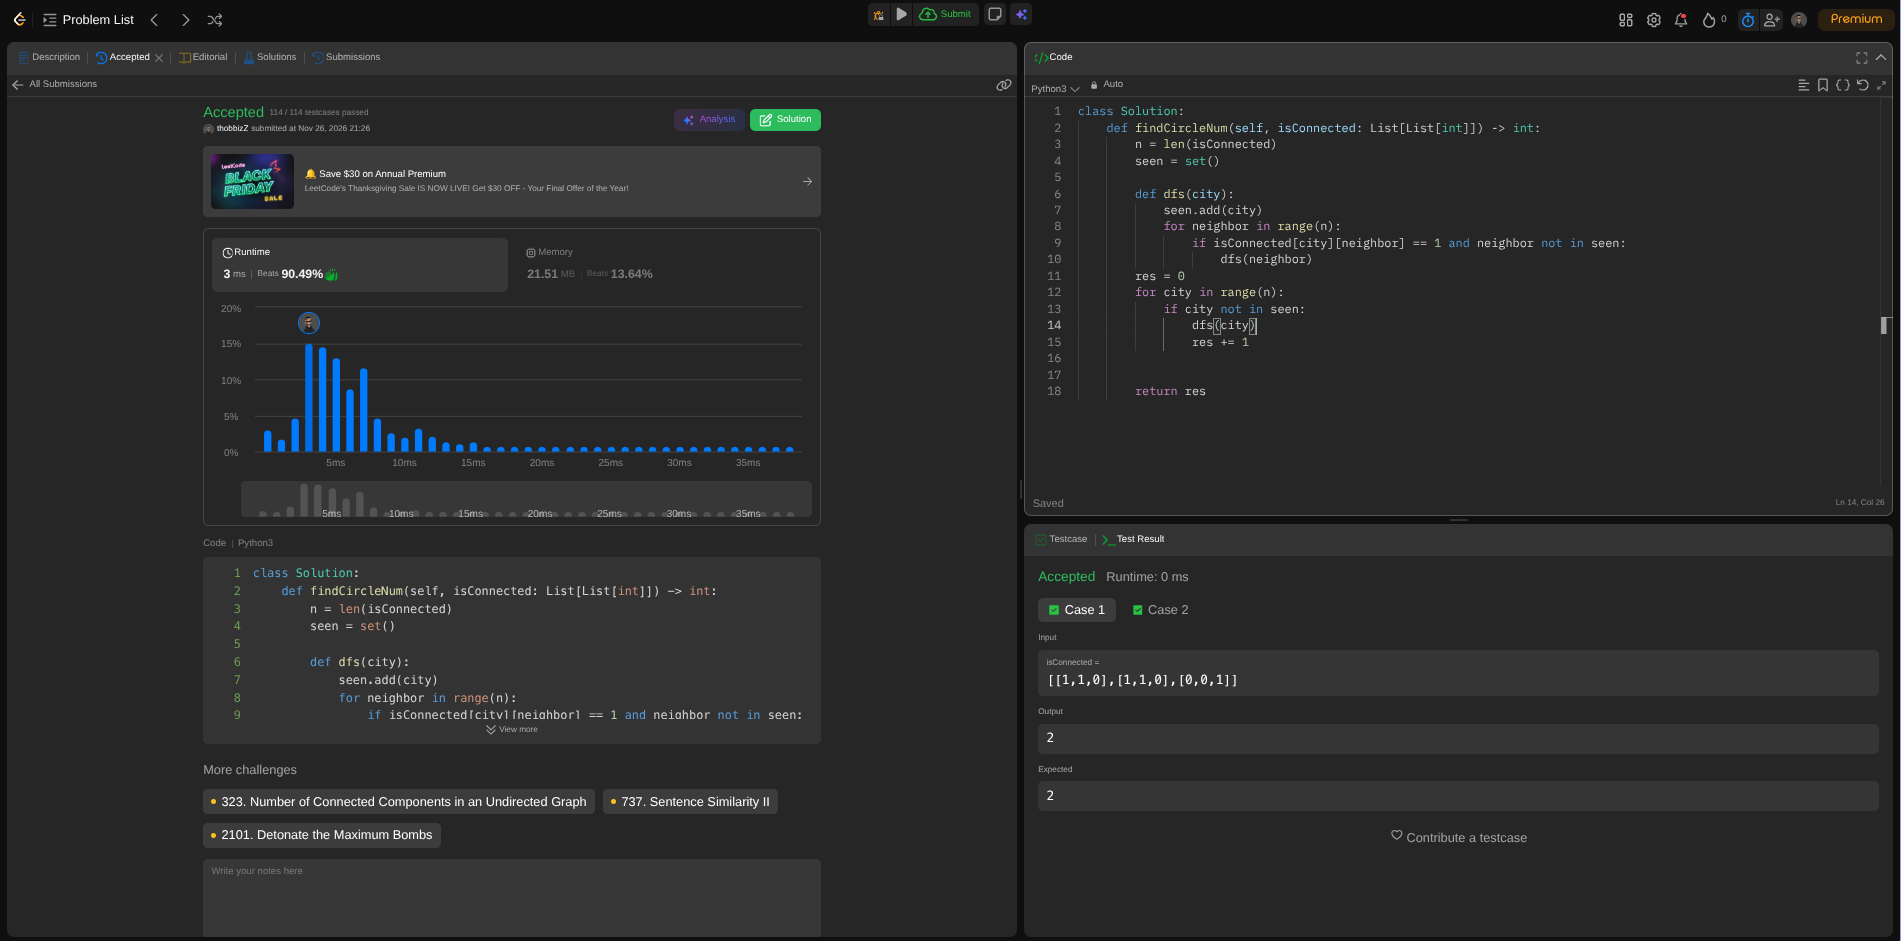 Problem List
Submit
0
Premium
Description
Accepted
Editorial
Solutions
Submissions
All Submissions
Accepted 114 / 114 testcases passed
thobbizZ submitted at Nov 26, 2026 21:26
Analysis
Solution
LeetCode
BLACK
FRIDAY
SALE
Save $30 on Annual Premium
LeetCode's Thanksgiving Sale IS NOW LIVE! Get $30 OFF - Your Final Offer of the Year!
Runtime
3 ms | Beats 90.49%
Memory
21.51 MB | Beats 13.64%
20%
15%
10%
5%
0%
5ms 10ms 15ms 20ms 25ms 30ms 35ms
5ms 10ms 15ms 20ms 25ms 30ms 35ms
Code | Python3
1 class Solution:
2     def findCircleNum(self, isConnected: List[List[int]]) -> int:
3         n = len(isConnected)
4         seen = set()
5
6         def dfs(city):
7             seen.add(city)
8             for neighbor in range(n):
9                 if isConnected[city][neighbor] == 1 and neighbor not in seen:
View more
More challenges
323. Number of Connected Components in an Undirected Graph
737. Sentence Similarity II
2101. Detonate the Maximum Bombs
Write your notes here
</>Code
Python3
Auto
1 class Solution:
2     def findCircleNum(self, isConnected: List[List[int]]) -> int:
3         n = len(isConnected)
4         seen = set()
5
6         def dfs(city):
7             seen.add(city)
8             for neighbor in range(n):
9                 if isConnected[city][neighbor] == 1 and neighbor not in seen:
10                     dfs(neighbor)
11         res = 0
12         for city in range(n):
13             if city not in seen:
14                 dfs(city)
15                 res += 1
16
17
18         return res
Saved
Ln 14, Col 26
Testcase
Test Result
Accepted Runtime: 0 ms
Case 1
Case 2
Input
isConnected =
[[1,1,0],[1,1,0],[0,0,1]]
Output
2
Expected
2
Contribute a testcase